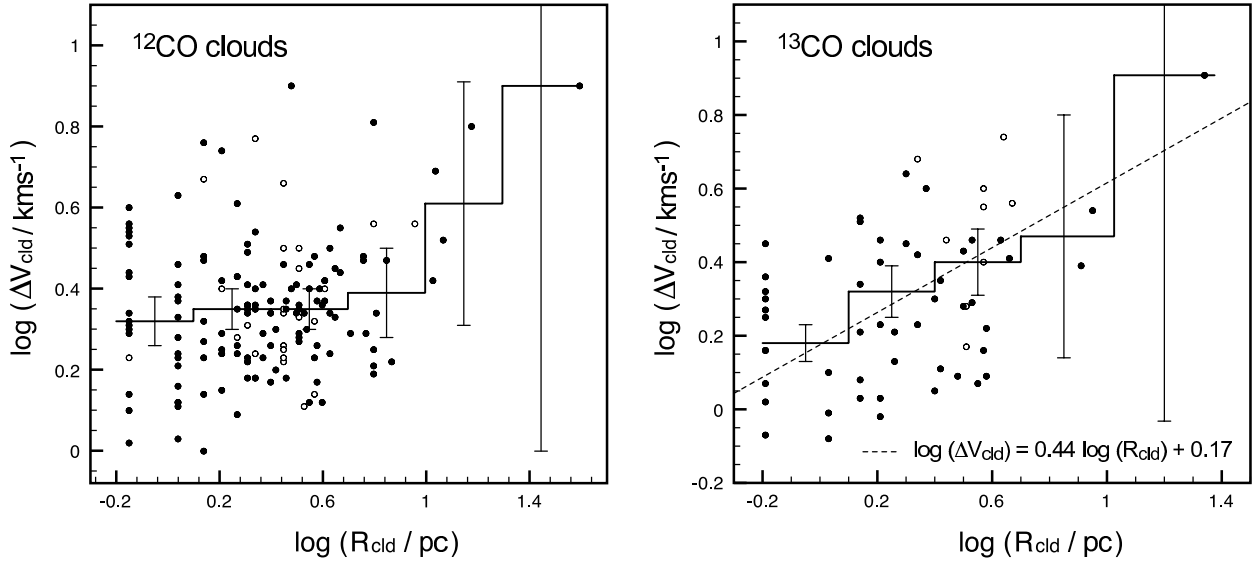 ¹²CO clouds
log (ΔV_cld / kms⁻¹)
1
0.8
0.6
0.4
0.2
0
-0.2 0.2 0.6 1 1.4
log (R_cld / pc)
¹³CO clouds
log (ΔV_cld / kms⁻¹)
1
0.8
0.6
0.4
0.2
0
-0.2
log (ΔV_cld) = 0.44 log (R_cld) + 0.17
-0.2 0.2 0.6 1 1.4
log (R_cld / pc)